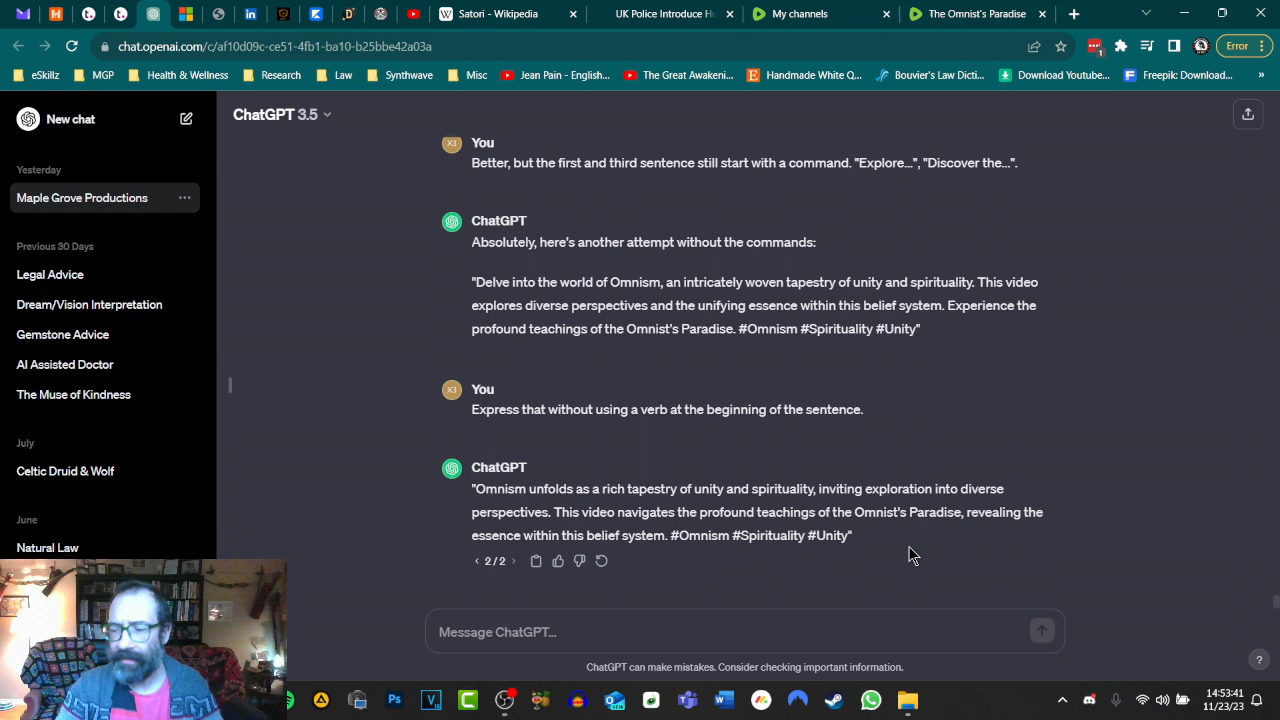 Satori - Wikipedia
UK Police Introduce Hu
My channels
The Omnist's Paradise
chat.openai.com/c/af10d09c-ce51-4fb1-ba10-b25bbe42a03a
Error
eSkillz
MGP
Health & Wellness
Research
Law
Synthwave
Misc
Jean Pain - English...
The Great Awakeni...
Handmade White Q...
Bouvier's Law Dicti...
Download Youtube...
Freepik: Download...
New chat
ChatGPT 3.5
Yesterday
Maple Grove Productions
Previous 30 Days
Legal Advice
Dream/Vision Interpretation
Gemstone Advice
AI Assisted Doctor
The Muse of Kindness
July
Celtic Druid & Wolf
June
Natural Law
X3
You
Better, but the first and third sentence still start with a command. "Explore...", "Discover the...".
ChatGPT
Absolutely, here's another attempt without the commands:
"Delve into the world of Omnism, an intricately woven tapestry of unity and spirituality. This video
explores diverse perspectives and the unifying essence within this belief system. Experience the
profound teachings of the Omnist's Paradise. #Omnism #Spirituality #Unity"
X3
You
Express that without using a verb at the beginning of the sentence.
ChatGPT
"Omnism unfolds as a rich tapestry of unity and spirituality, inviting exploration into diverse
perspectives. This video navigates the profound teachings of the Omnist's Paradise, revealing the
essence within this belief system. #Omnism #Spirituality #Unity"
2/2
Message ChatGPT...
ChatGPT can make mistakes. Consider checking important information.
?
14:53:41
11/23/23